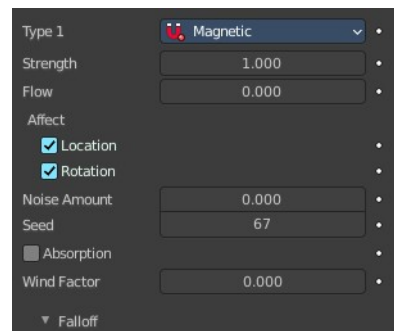 Type 1 Magnetic
Strength 1.000
Flow 0.000
Affect
Location
Rotation
Noise Amount 0.000
Seed 67
Absorption
Wind Factor 0.000
Falloff